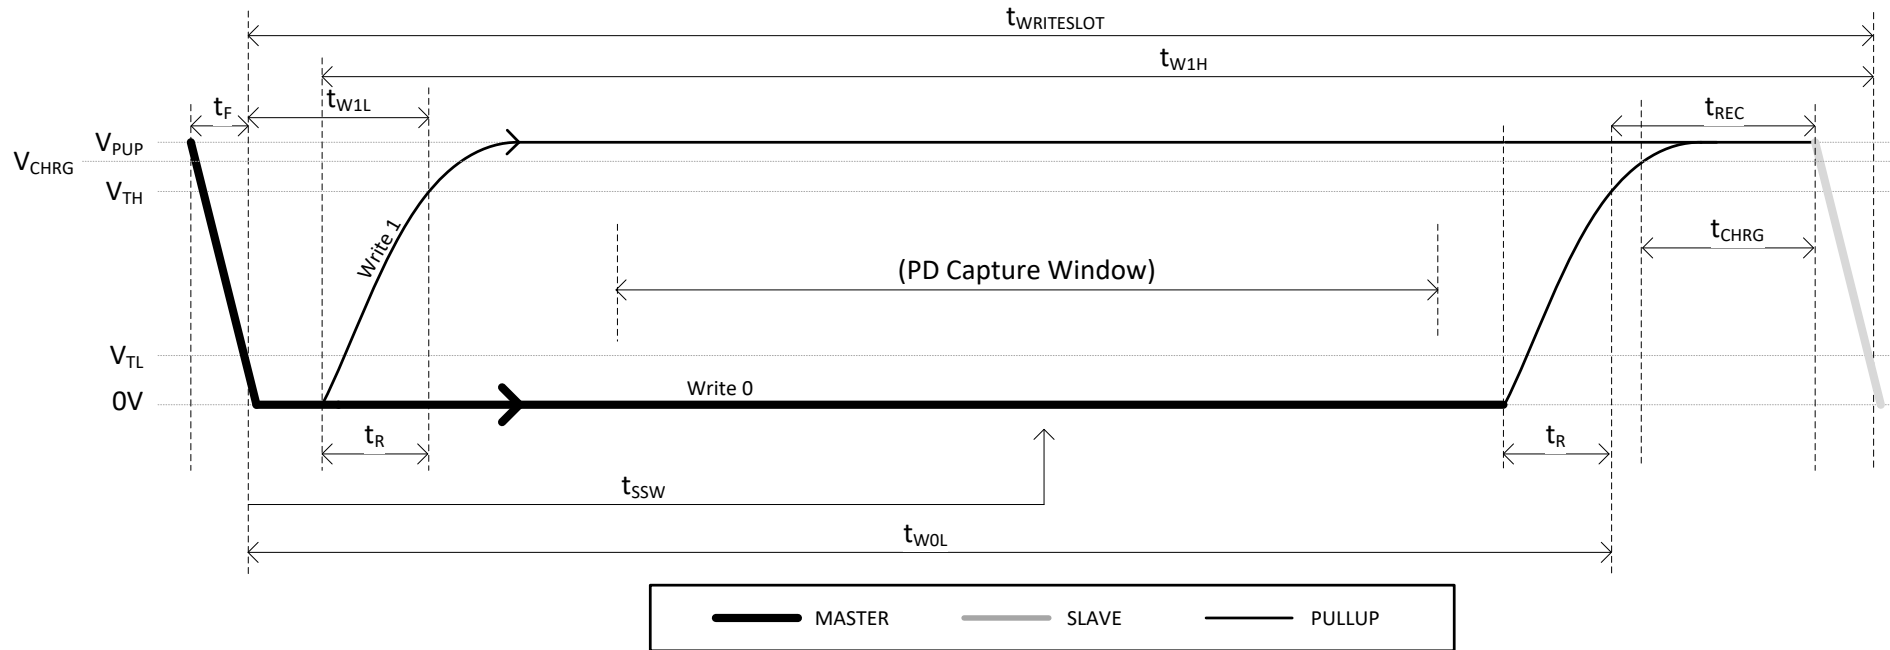 tWRITESLOT
tW1H
tF
tW1L
tREC
VPUP
VCHRG
VTH
Write 1
tCHRG
(PD Capture Window)
VTL
Write 0
0V
tR
tR
tSSW
tW0L
MASTER
SLAVE
PULLUP